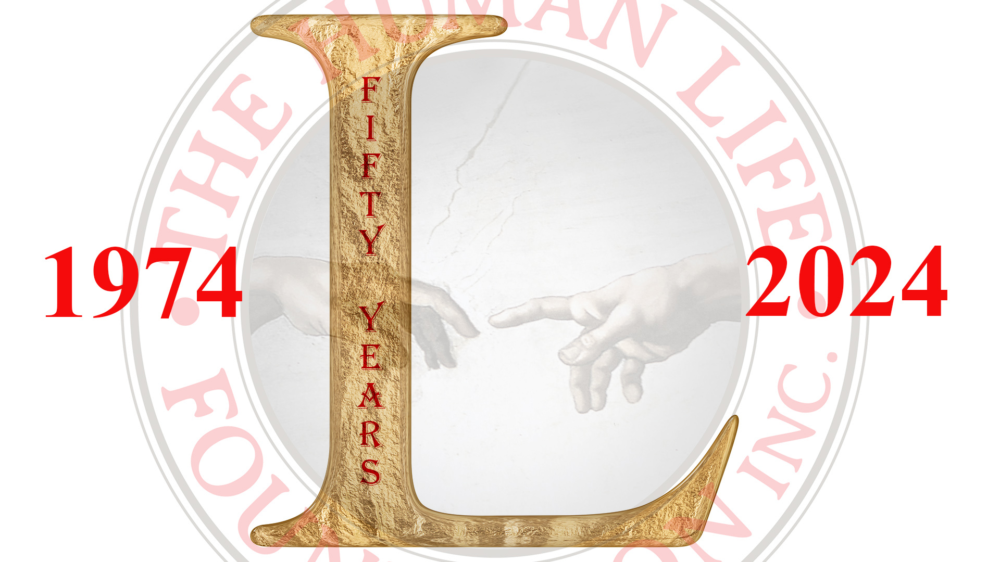 THE HUMAN LIFE
L
FIFTY YEARS
1974
2024
INC.